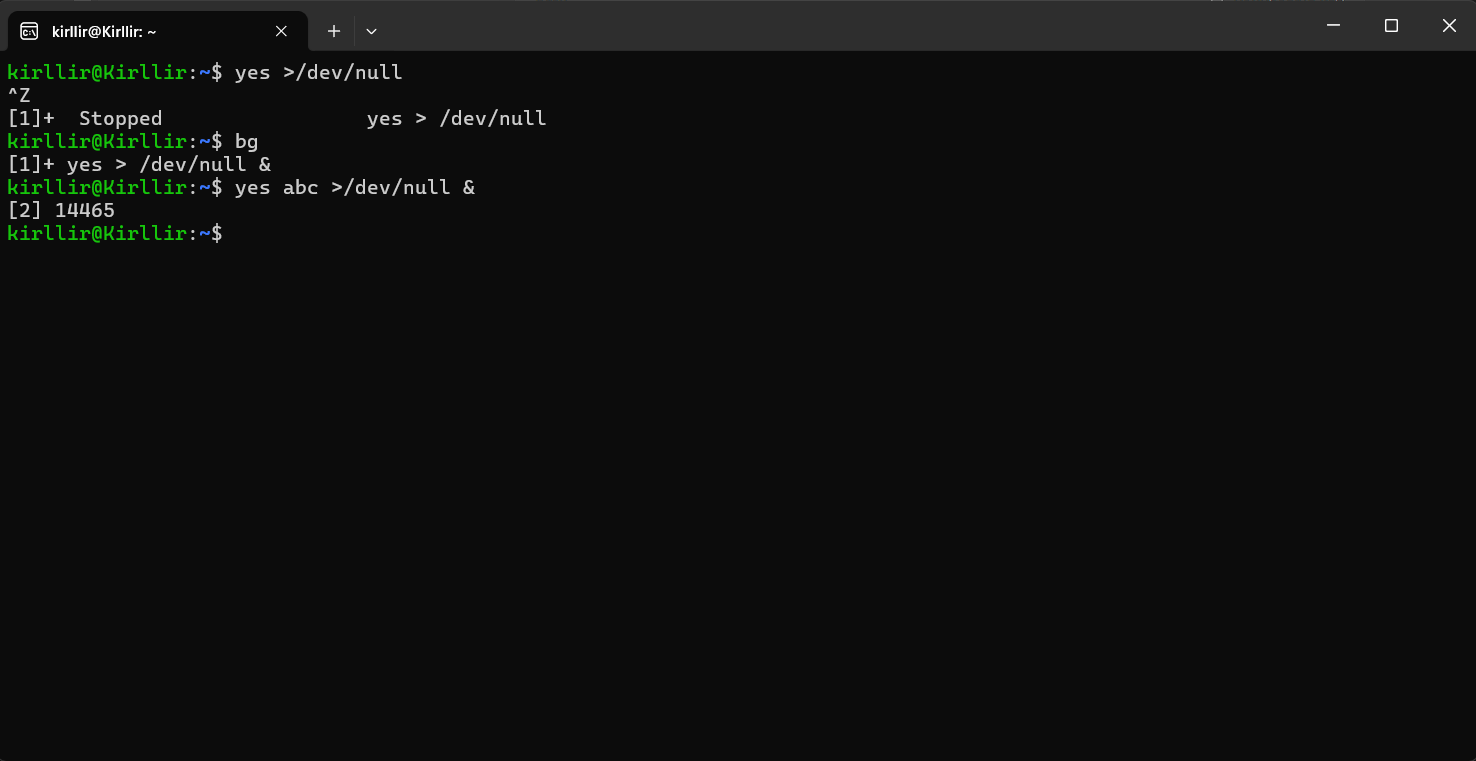 kirllir@Kirllir: ~
kirllir@Kirllir:~$ yes >/dev/null
^Z
[1]+  Stopped                 yes > /dev/null
kirllir@Kirllir:~$ bg
[1]+ yes > /dev/null &
kirllir@Kirllir:~$ yes abc >/dev/null &
[2] 14465
kirllir@Kirllir:~$